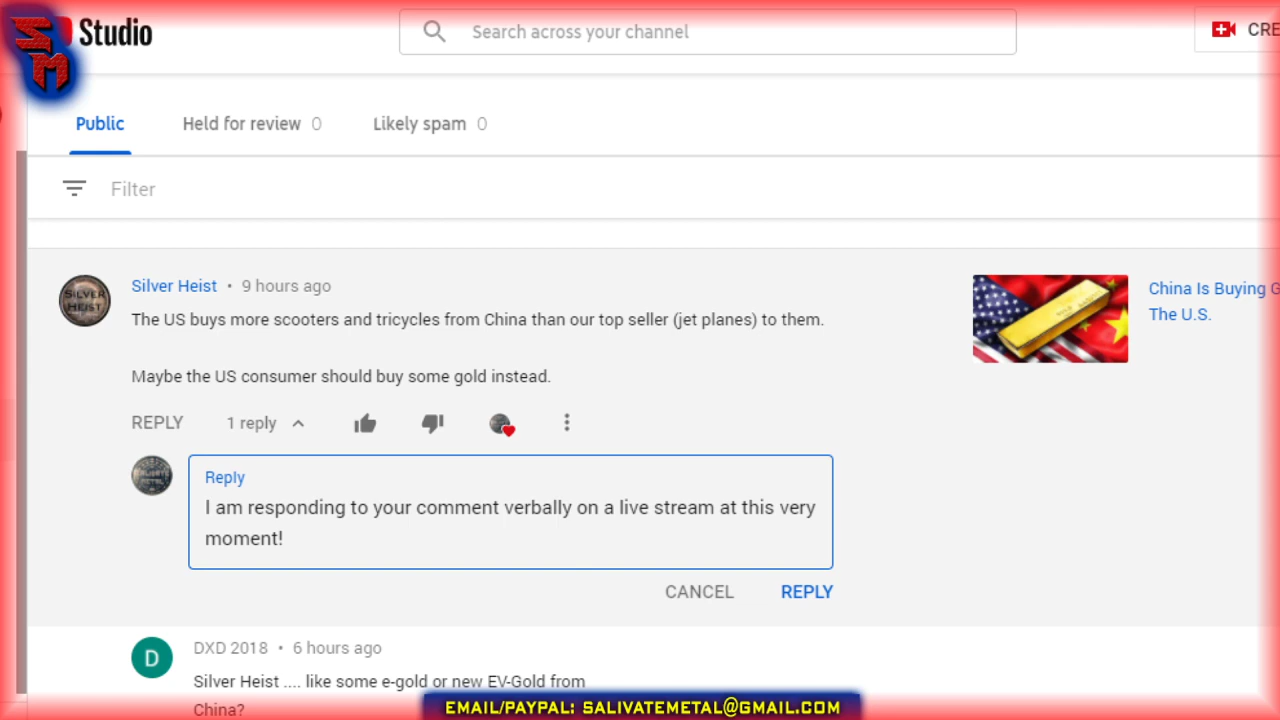 SM
Studio
Search across your channel
CRE
Public
Held for review 0
Likely spam 0
Filter
Silver Heist • 9 hours ago
The US buys more scooters and tricycles from China than our top seller (jet planes) to them.
Maybe the US consumer should buy some gold instead.
China Is Buying G
The U.S.
SILVER
HEIST
REPLY
1 reply
Reply
I am responding to your comment verbally on a live stream at this very
moment!
CANCEL
REPLY
D
DXD 2018 • 6 hours ago
Silver Heist .... like some e-gold or new EV-Gold from
China?
EMAIL/PAYPAL: SALIVATEMETAL@GMAIL.COM